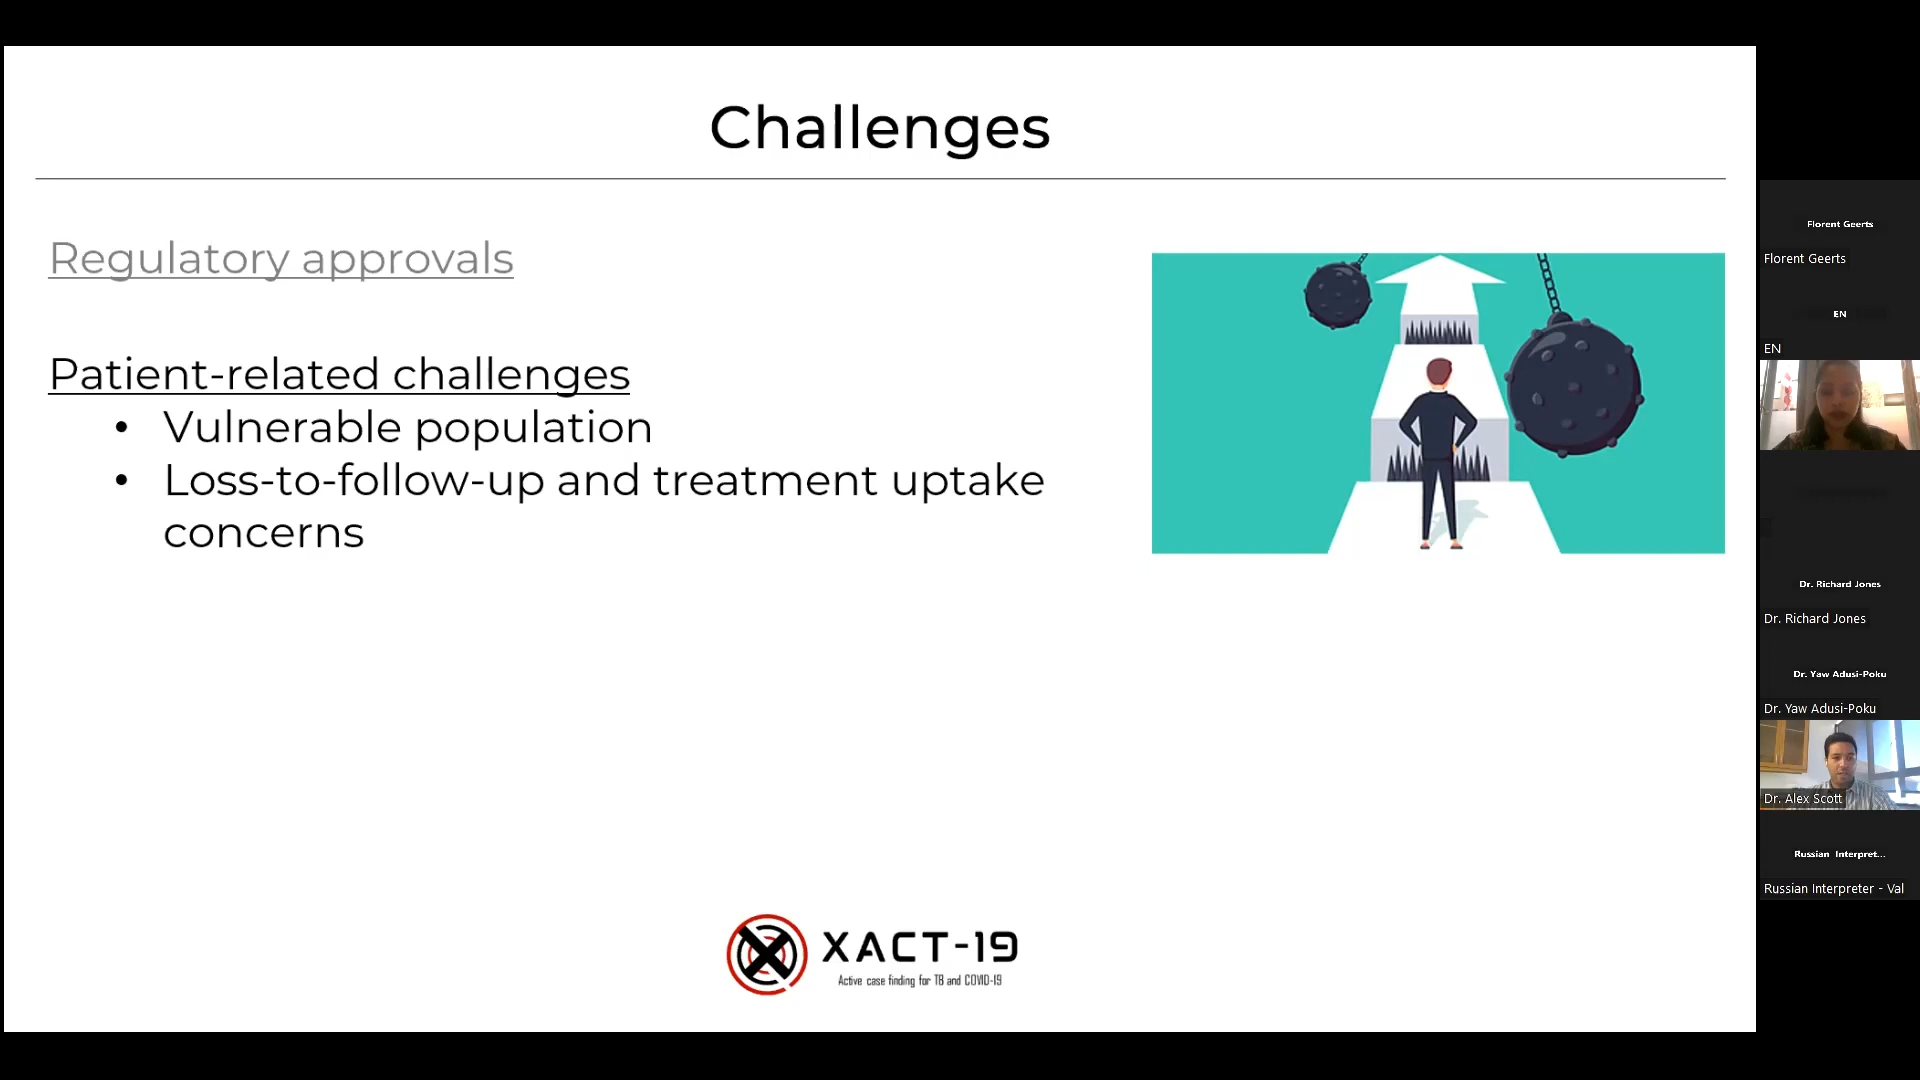 Challenges
Regulatory approvals
Patient-related challenges
• Vulnerable population
• Loss-to-follow-up and treatment uptake
concerns
XACT-19
Active case finding for TB and COVID-19
Florent Geerts
Florent Geerts
EN
EN
Dr. Richard Jones
Dr. Richard Jones
Dr. Yaw Adusi-Poku
Dr. Yaw Adusi-Poku
Dr. Alex Scott
Russian Interpret...
Russian Interpreter - Val